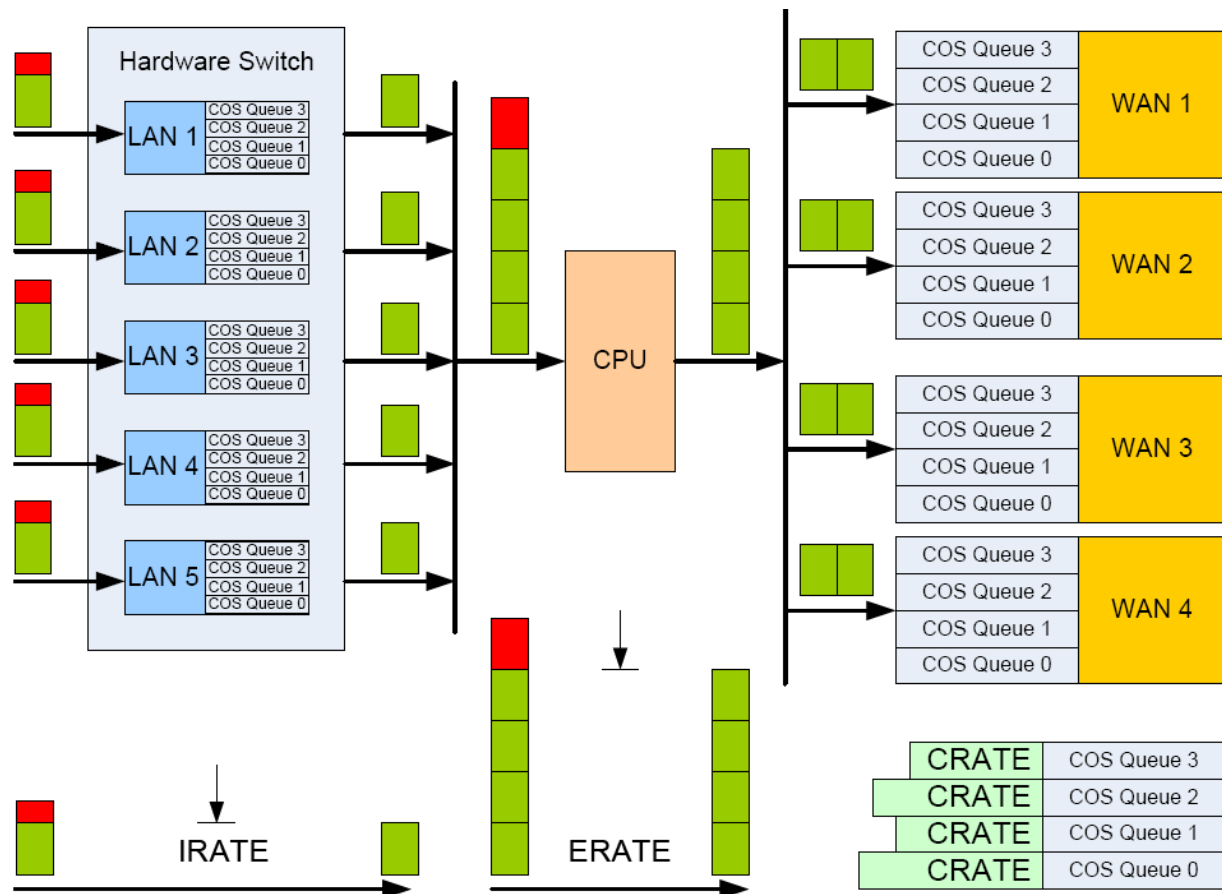 Hardware Switch
LAN 1
COS Queue 3
COS Queue 2
COS Queue 1
COS Queue 0
LAN 2
COS Queue 3
COS Queue 2
COS Queue 1
COS Queue 0
LAN 3
COS Queue 3
COS Queue 2
COS Queue 1
COS Queue 0
LAN 4
COS Queue 3
COS Queue 2
COS Queue 1
COS Queue 0
LAN 5
COS Queue 3
COS Queue 2
COS Queue 1
COS Queue 0
CPU
COS Queue 3
COS Queue 2
COS Queue 1
COS Queue 0
WAN 1
COS Queue 3
COS Queue 2
COS Queue 1
COS Queue 0
WAN 2
COS Queue 3
COS Queue 2
COS Queue 1
COS Queue 0
WAN 3
COS Queue 3
COS Queue 2
COS Queue 1
COS Queue 0
WAN 4
IRATE
ERATE
CRATE COS Queue 3
CRATE COS Queue 2
CRATE COS Queue 1
CRATE COS Queue 0